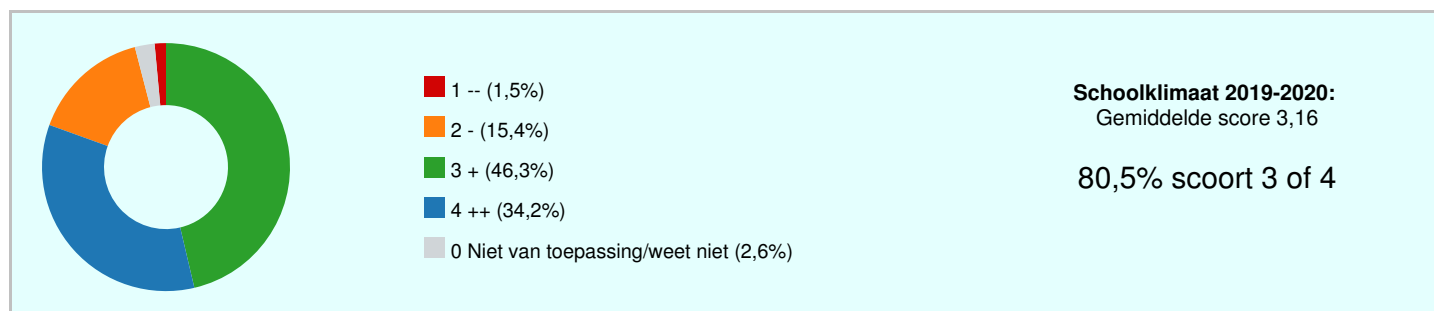 1 -- (1,5%)
2 - (15,4%)
3 + (46,3%)
4 ++ (34,2%)
0 Niet van toepassing/weet niet (2,6%)
Schoolklimaat 2019-2020:
Gemiddelde score 3,16
80,5% scoort 3 of 4